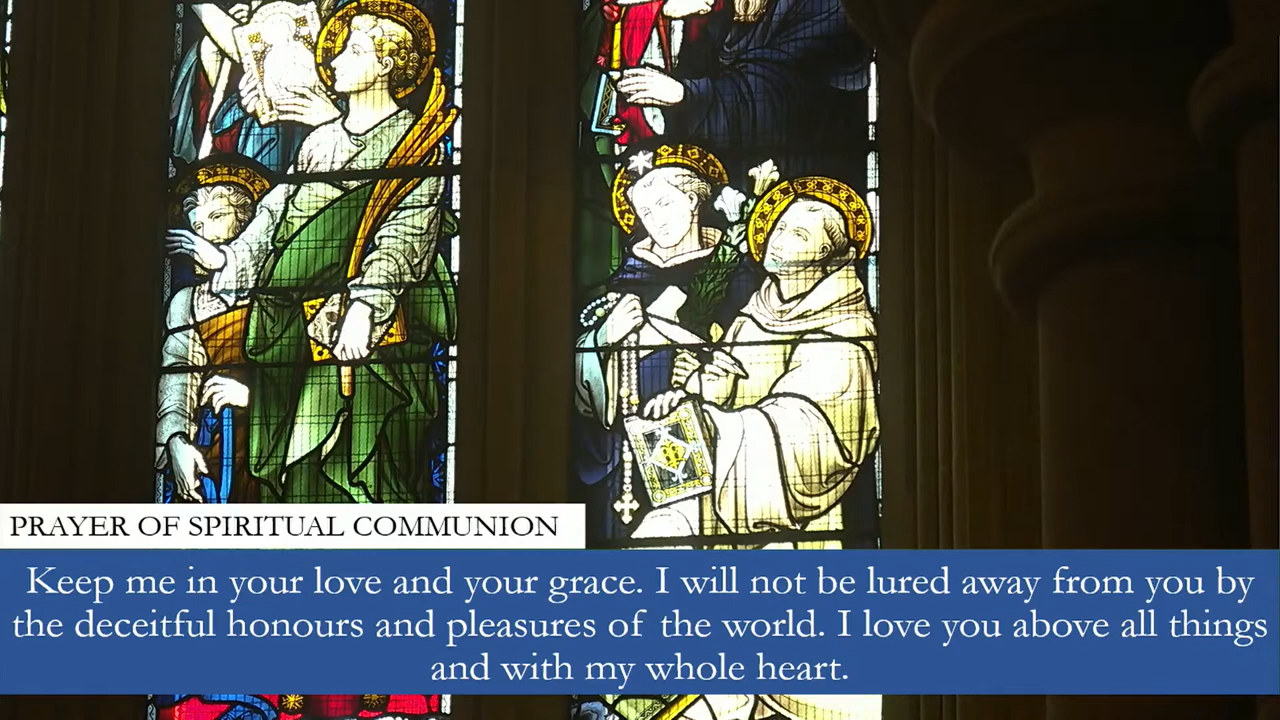 PRAYER OF SPIRITUAL COMMUNION
Keep me in your love and your grace. I will not be lured away from you by
the deceitful honours and pleasures of the world. I love you above all things
and with my whole heart.